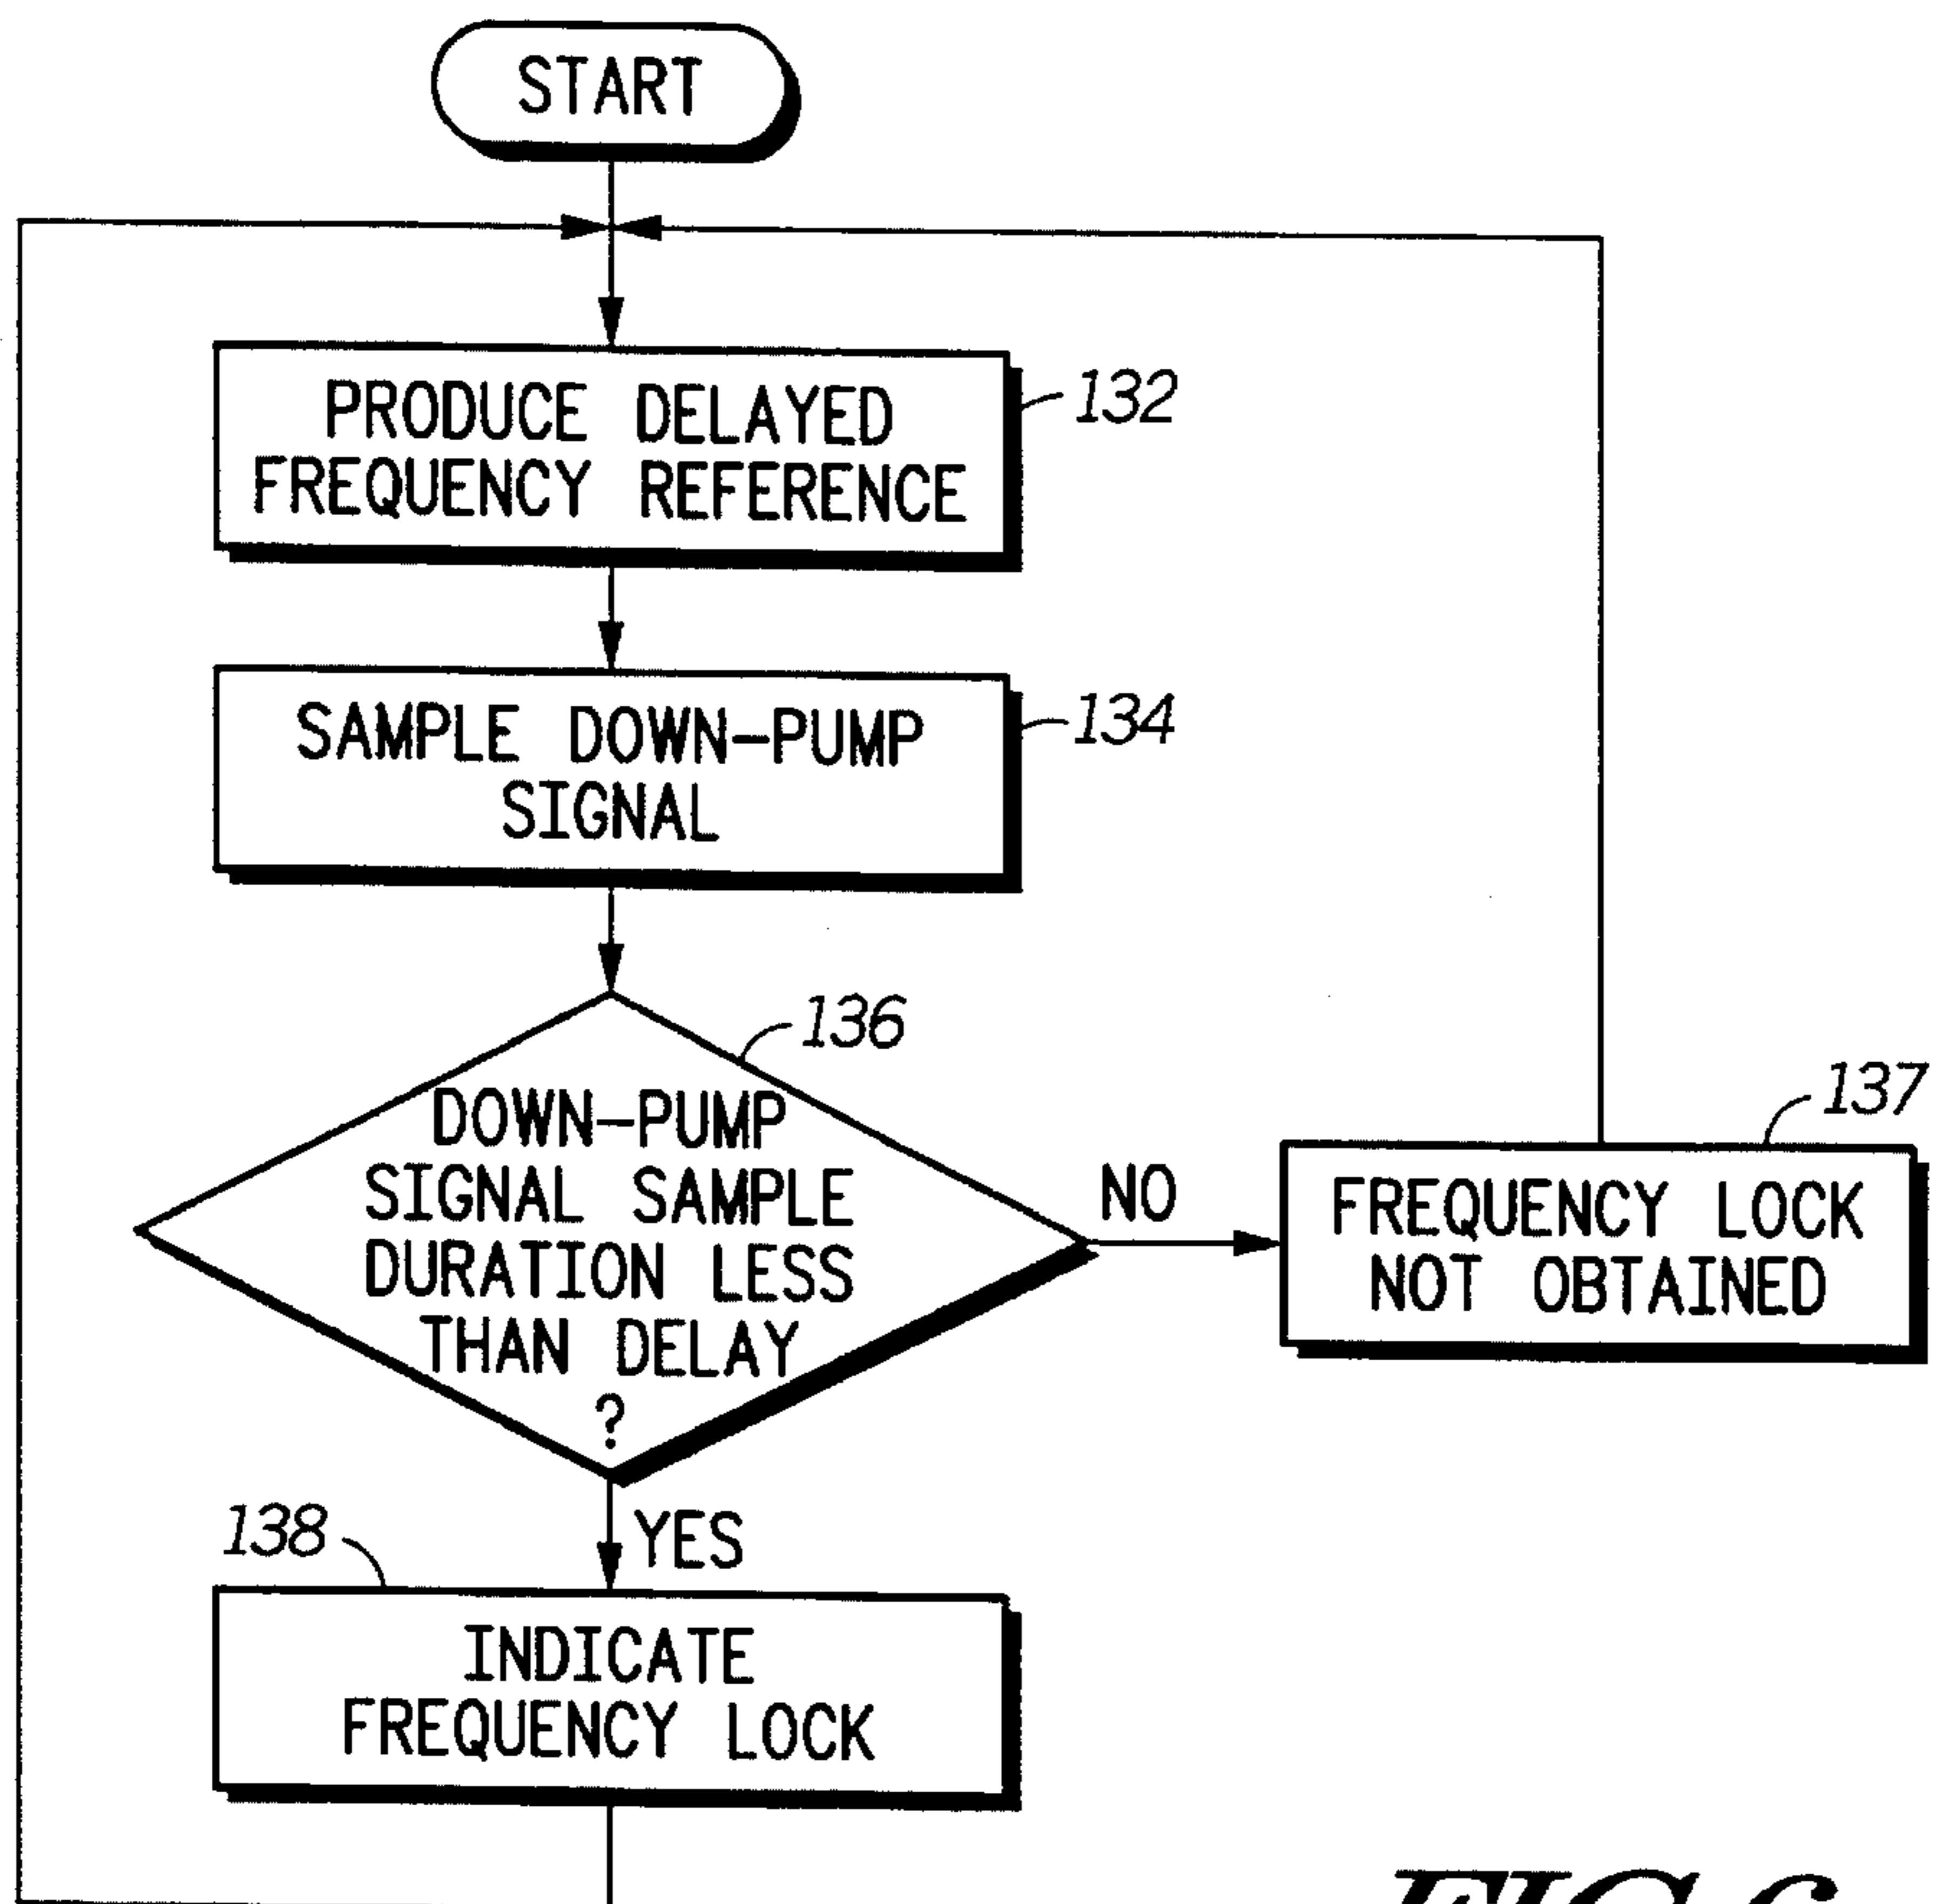 START
PRODUCE DELAYED
FREQUENCY REFERENCE
132
SAMPLE DOWN-PUMP
SIGNAL
134
136
DOWN-PUMP
SIGNAL SAMPLE
DURATION LESS
THAN DELAY
?
NO
137
FREQUENCY LOCK
NOT OBTAINED
YES
138
INDICATE
FREQUENCY LOCK